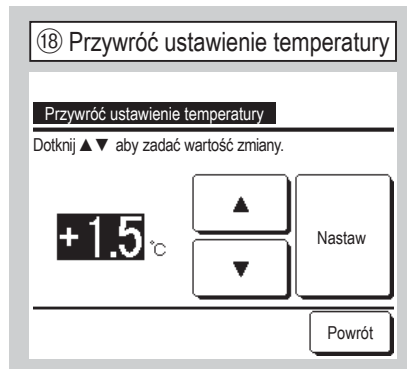 ⑱ Przywróć ustawienie temperatury
Przywróć ustawienie temperatury
Dotknij ▲▼ aby zadać wartość zmiany.
▲
+1.5 °C
Nastaw
▼
Powrót